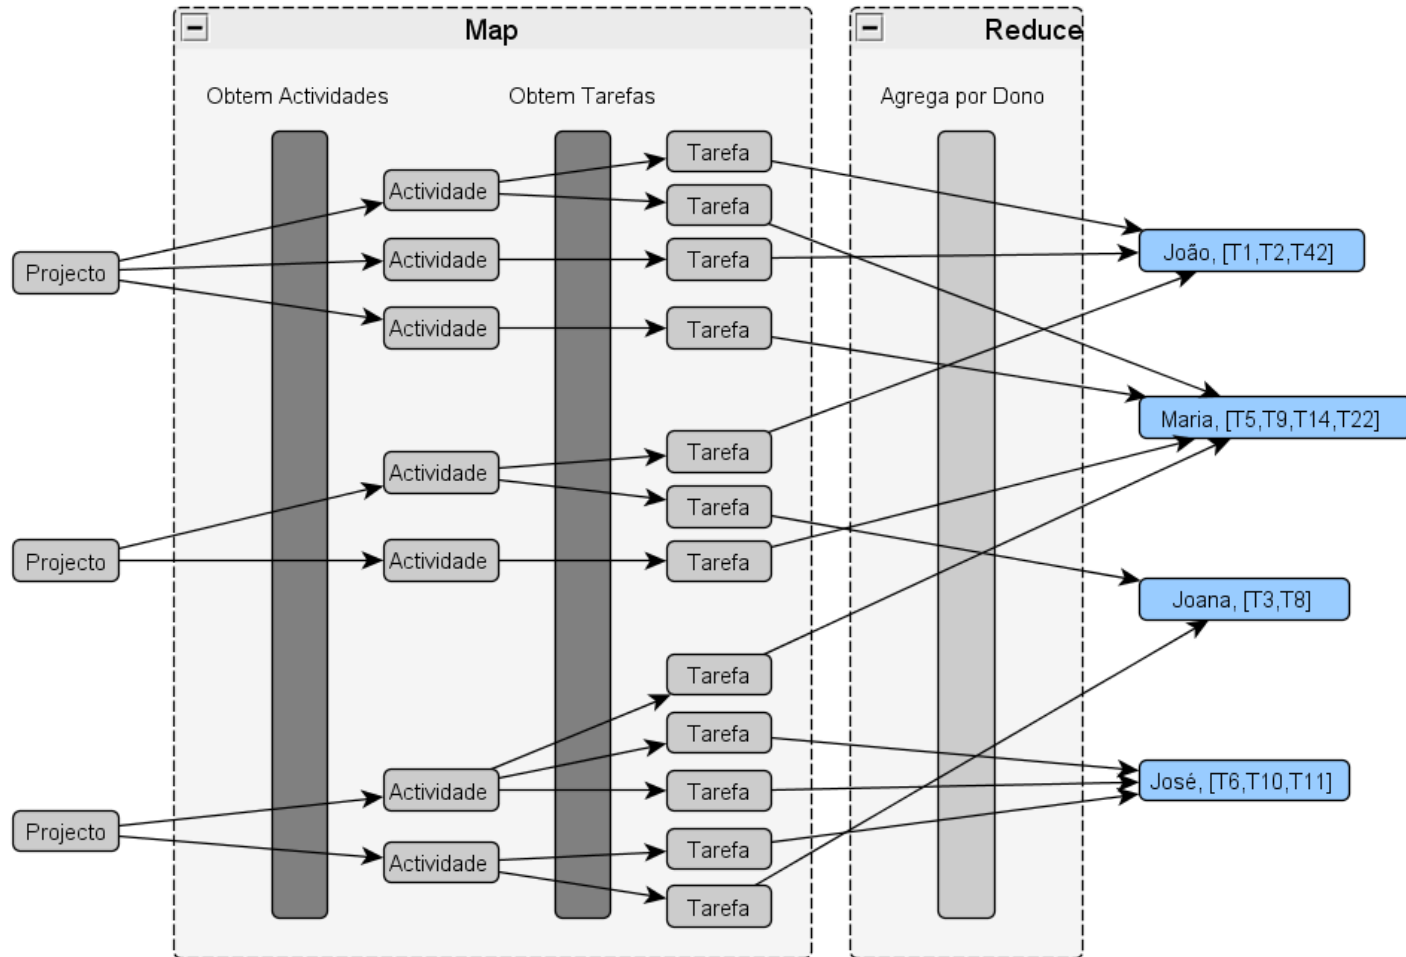 Map
Reduce
Obtem Actividades
Obtem Tarefas
Agrega por Dono
Tarefa
Actividade
Tarefa
João, [T1,T2,T42]
Projecto
Actividade
Tarefa
Actividade
Tarefa
Maria, [T5,T9,T14,T22]
Tarefa
Actividade
Tarefa
Projecto
Actividade
Tarefa
Joana, [T3,T8]
Tarefa
Tarefa
Actividade
Tarefa
José, [T6,T10,T11]
Projecto
Actividade
Tarefa
Tarefa